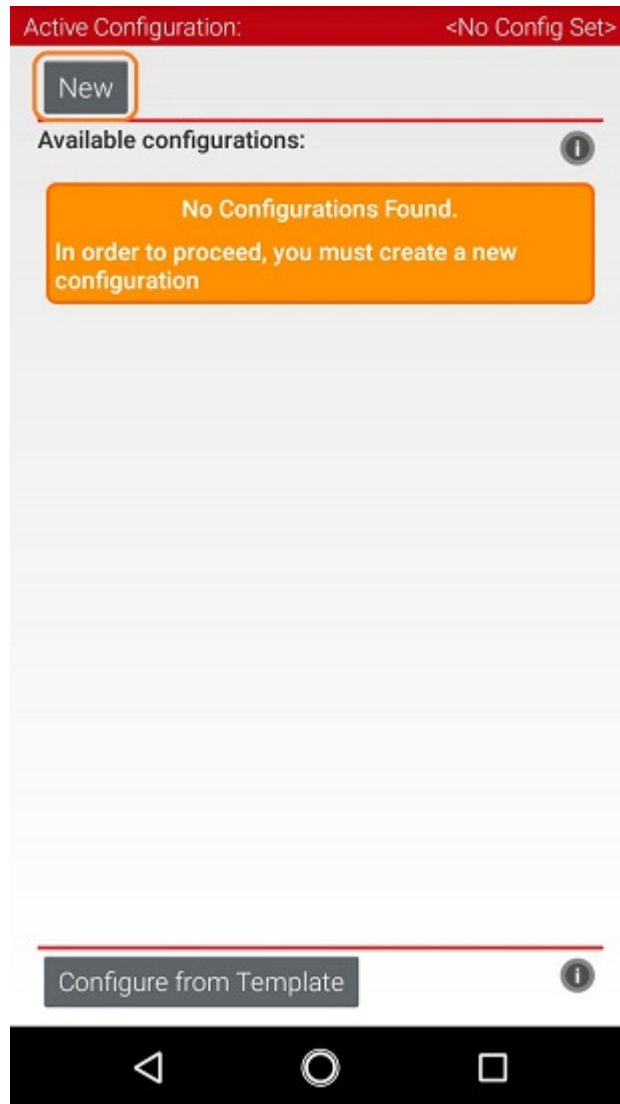 Active Configuration: <No Config Set>
New
Available configurations:
No Configurations Found.
In order to proceed, you must create a new
configuration
Configure from Template